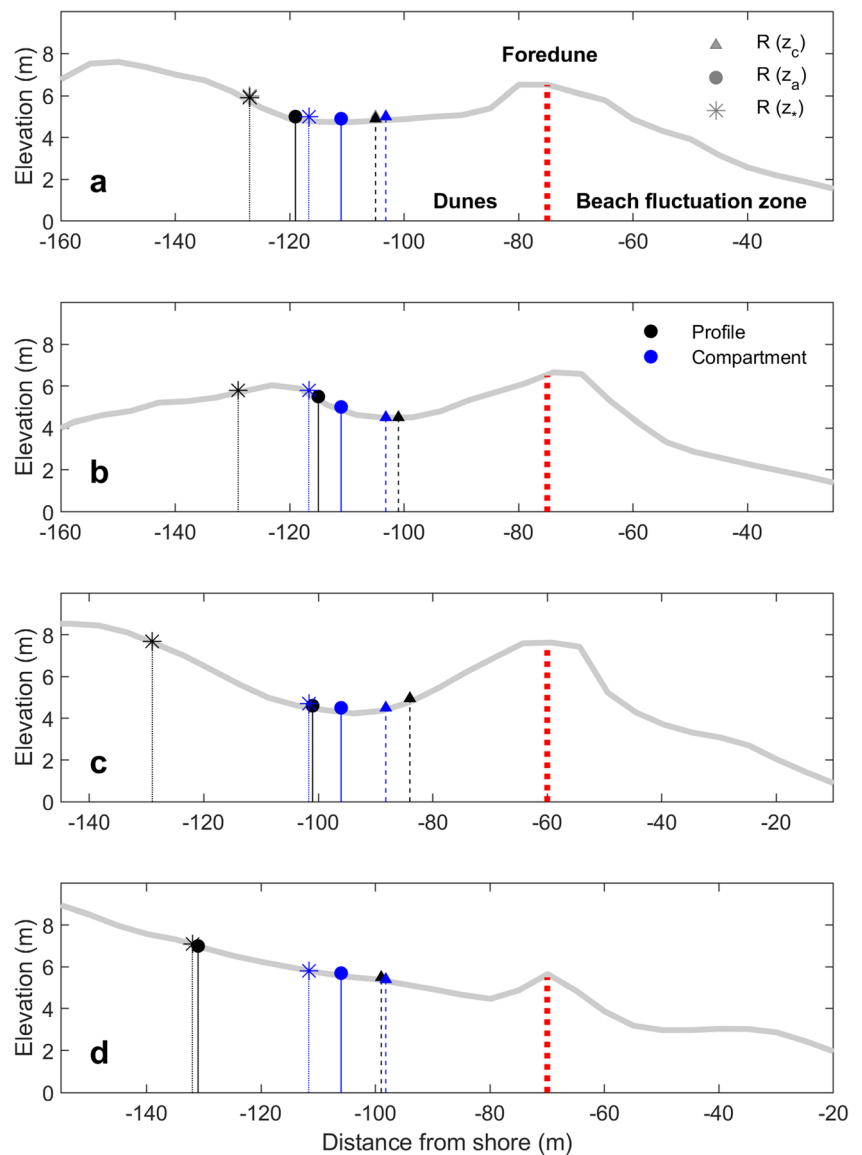 Elevation (m)
8
6
4
2
0
Foredune
R (z_c)
R (z_a)
R (z_*)
a
Dunes
Beach fluctuation zone
-160 -140 -120 -100 -80 -60 -40
Elevation (m)
8
6
4
2
0
Profile
Compartment
b
-160 -140 -120 -100 -80 -60 -40
Elevation (m)
8
6
4
2
0
c
-140 -120 -100 -80 -60 -40 -20
Elevation (m)
8
6
4
2
0
d
-140 -120 -100 -80 -60 -40 -20
Distance from shore (m)